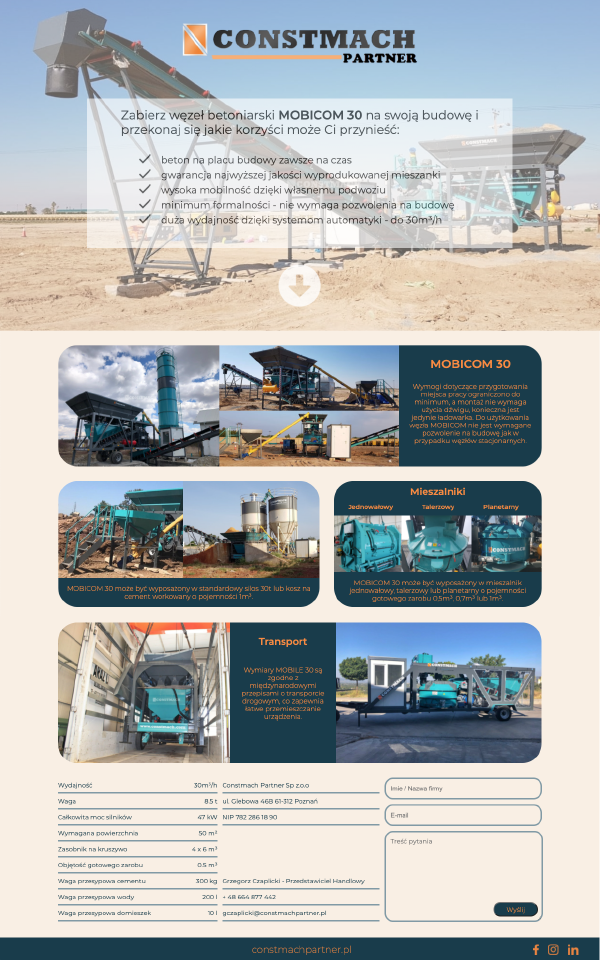 CONSTMACH
PARTNER
Zabierz węzeł betoniarski MOBICOM 30 na swoją budowę i
przekonaj się jakie korzyści może Ci przynieść:
beton na placu budowy zawsze na czas
gwarancja najwyższej jakości wyprodukowanej mieszanki
wysoka mobilność dzięki własnemu podwoziu
minimum formalności - nie wymaga pozwolenia na budowę
duża wydajność dzięki systemom automatyki - do 30m³/h
MOBICOM 30
Wymogi dotyczące przygotowania
miejsca pracy ograniczono do
minimum, a montaż nie wymaga
użycia dźwigu, konieczna jest
jedynie ładowarka. Do użytkowania
węzła MOBICOM nie jest wymagane
pozwolenie na budowę jak w
przypadku węzłów stacjonarnych.
MOBICOM 30 może być wyposażony w standardowy silos 30t lub kosz na
cement workowany o pojemności 1m³.
Mieszalniki
Jednowałowy Talerzowy Planetarny
CONSTMACH
MOBICOM 30 może być wyposażony w mieszalnik
jednowałowy, talerzowy lub planetarny o pojemności
gotowego zarobu 0,5m³, 0,7m³ lub 1m³.
Transport
Wymiary MOBILE 30 są
zgodne z
międzynarodowymi
przepisami o transporcie
drogowym, co zapewnia
łatwe przemieszczanie
urządzenia.
www.constmach.com
CONSTMACH
Wydajność 30m³/h
Waga 8.5 t
Całkowita moc silników 47 kW
Wymagana powierzchnia 50 m²
Zasobnik na kruszywo 4 x 6 m³
Objętość gotowego zarobu 0.5 m³
Waga przesypowa cementu 300 kg
Waga przesypowa wody 200 l
Waga przesypowa domieszek 10 l
Constmach Partner Sp z.o.o
ul. Glebowa 46B 61-312 Poznań
NIP 782 286 18 90
Grzegorz Czaplicki - Przedstawiciel Handlowy
+ 48 664 877 442
gczaplicki@constmachpartner.pl
Imie / Nazwa firmy
E-mail
Treść pytania
Wyślij
constmachpartner.pl